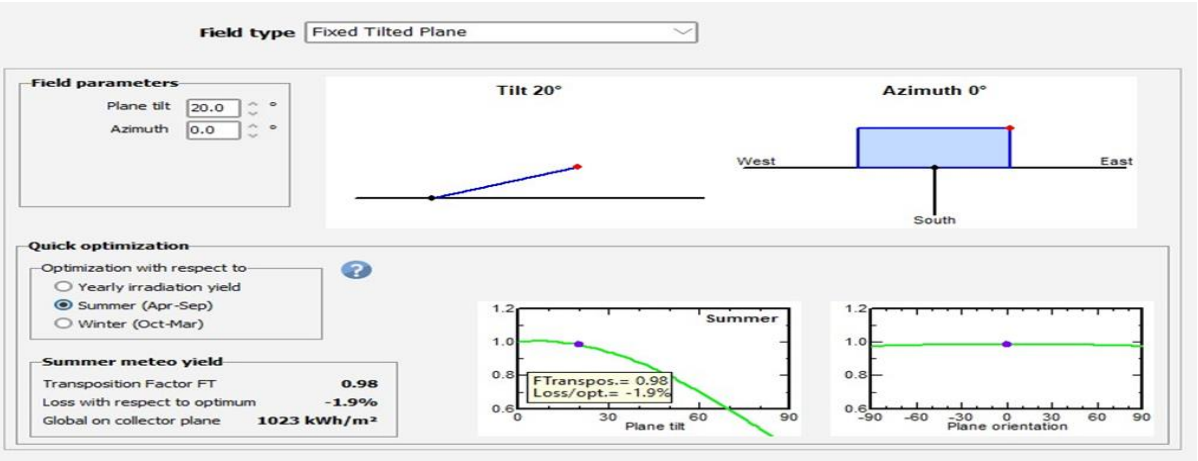 Field type Fixed Tilted Plane
Field parameters
Plane tilt 20.0 °
Azimuth 0.0 °
Tilt 20°
Azimuth 0°
West
East
South
Quick optimization
Optimization with respect to
Yearly irradiation yield
Summer (Apr-Sep)
Winter (Oct-Mar)
?
Summer meteo yield
Transposition Factor FT 0.98
Loss with respect to optimum -1.9%
Global on collector plane 1023 kWh/m²
Summer
1.2
1.0
0.8
0.6
FTranspos.= 0.98
Loss/opt.= -1.9%
0 30 60 90
Plane tilt
1.2
1.0
0.8
0.6
-90 -60 -30 0 30 60 90
Plane orientation